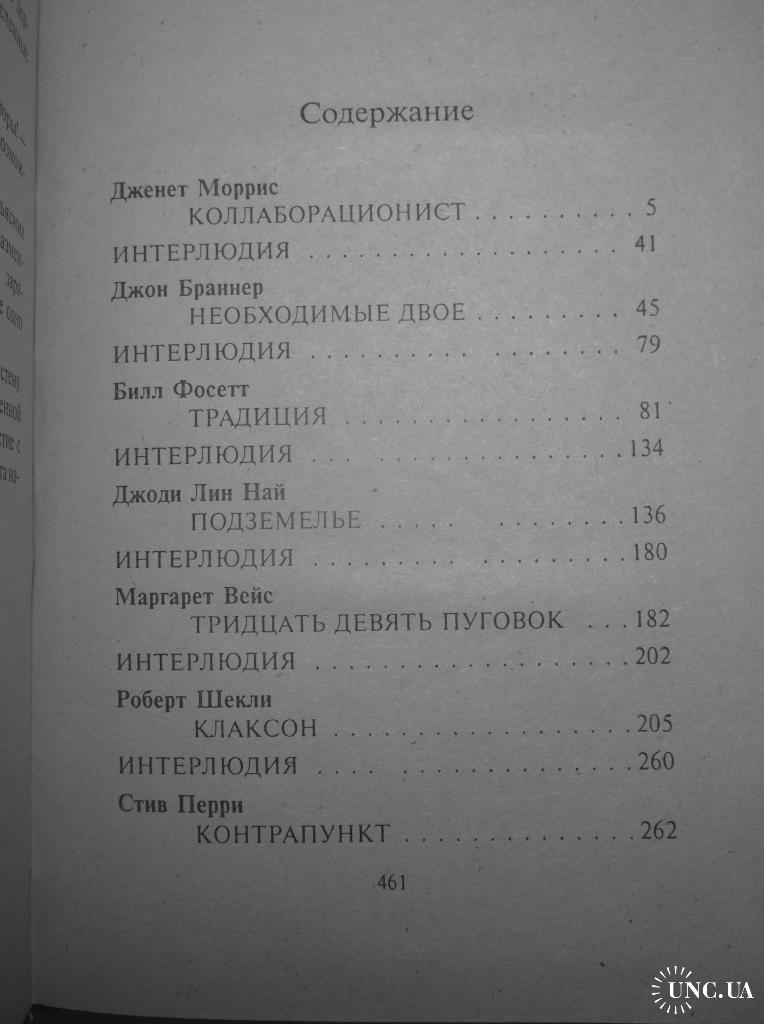 Содержание
Дженет Моррис
КОЛЛАБОРАЦИОНИСТ . . . . . . . . . . 5
ИНТЕРЛЮДИЯ . . . . . . . . . . . . . . . . . . 41
Джон Браннер
НЕОБХОДИМЫЕ ДВОЕ . . . . . . . . . 45
ИНТЕРЛЮДИЯ . . . . . . . . . . . . . . . . . 79
Билл Фосетт
ТРАДИЦИЯ . . . . . . . . . . . . . . . . 81
ИНТЕРЛЮДИЯ . . . . . . . . . . . . . . . . 134
Джоди Лин Най
ПОДЗЕМЕЛЬЕ . . . . . . . . . . . . . 136
ИНТЕРЛЮДИЯ . . . . . . . . . . . . . . . . . 180
Маргарет Вейс
ТРИДЦАТЬ ДЕВЯТЬ ПУГОВОК . . . 182
ИНТЕРЛЮДИЯ . . . . . . . . . . . . . . . . . . 202
Роберт Шекли
КЛАКСОН . . . . . . . . . . . . . . . . . 205
ИНТЕРЛЮДИЯ . . . . . . . . . . . . . . . . 260
Стив Перри
КОНТРАПУНКТ . . . . . . . . . . . . . 262
461
UNC.UA